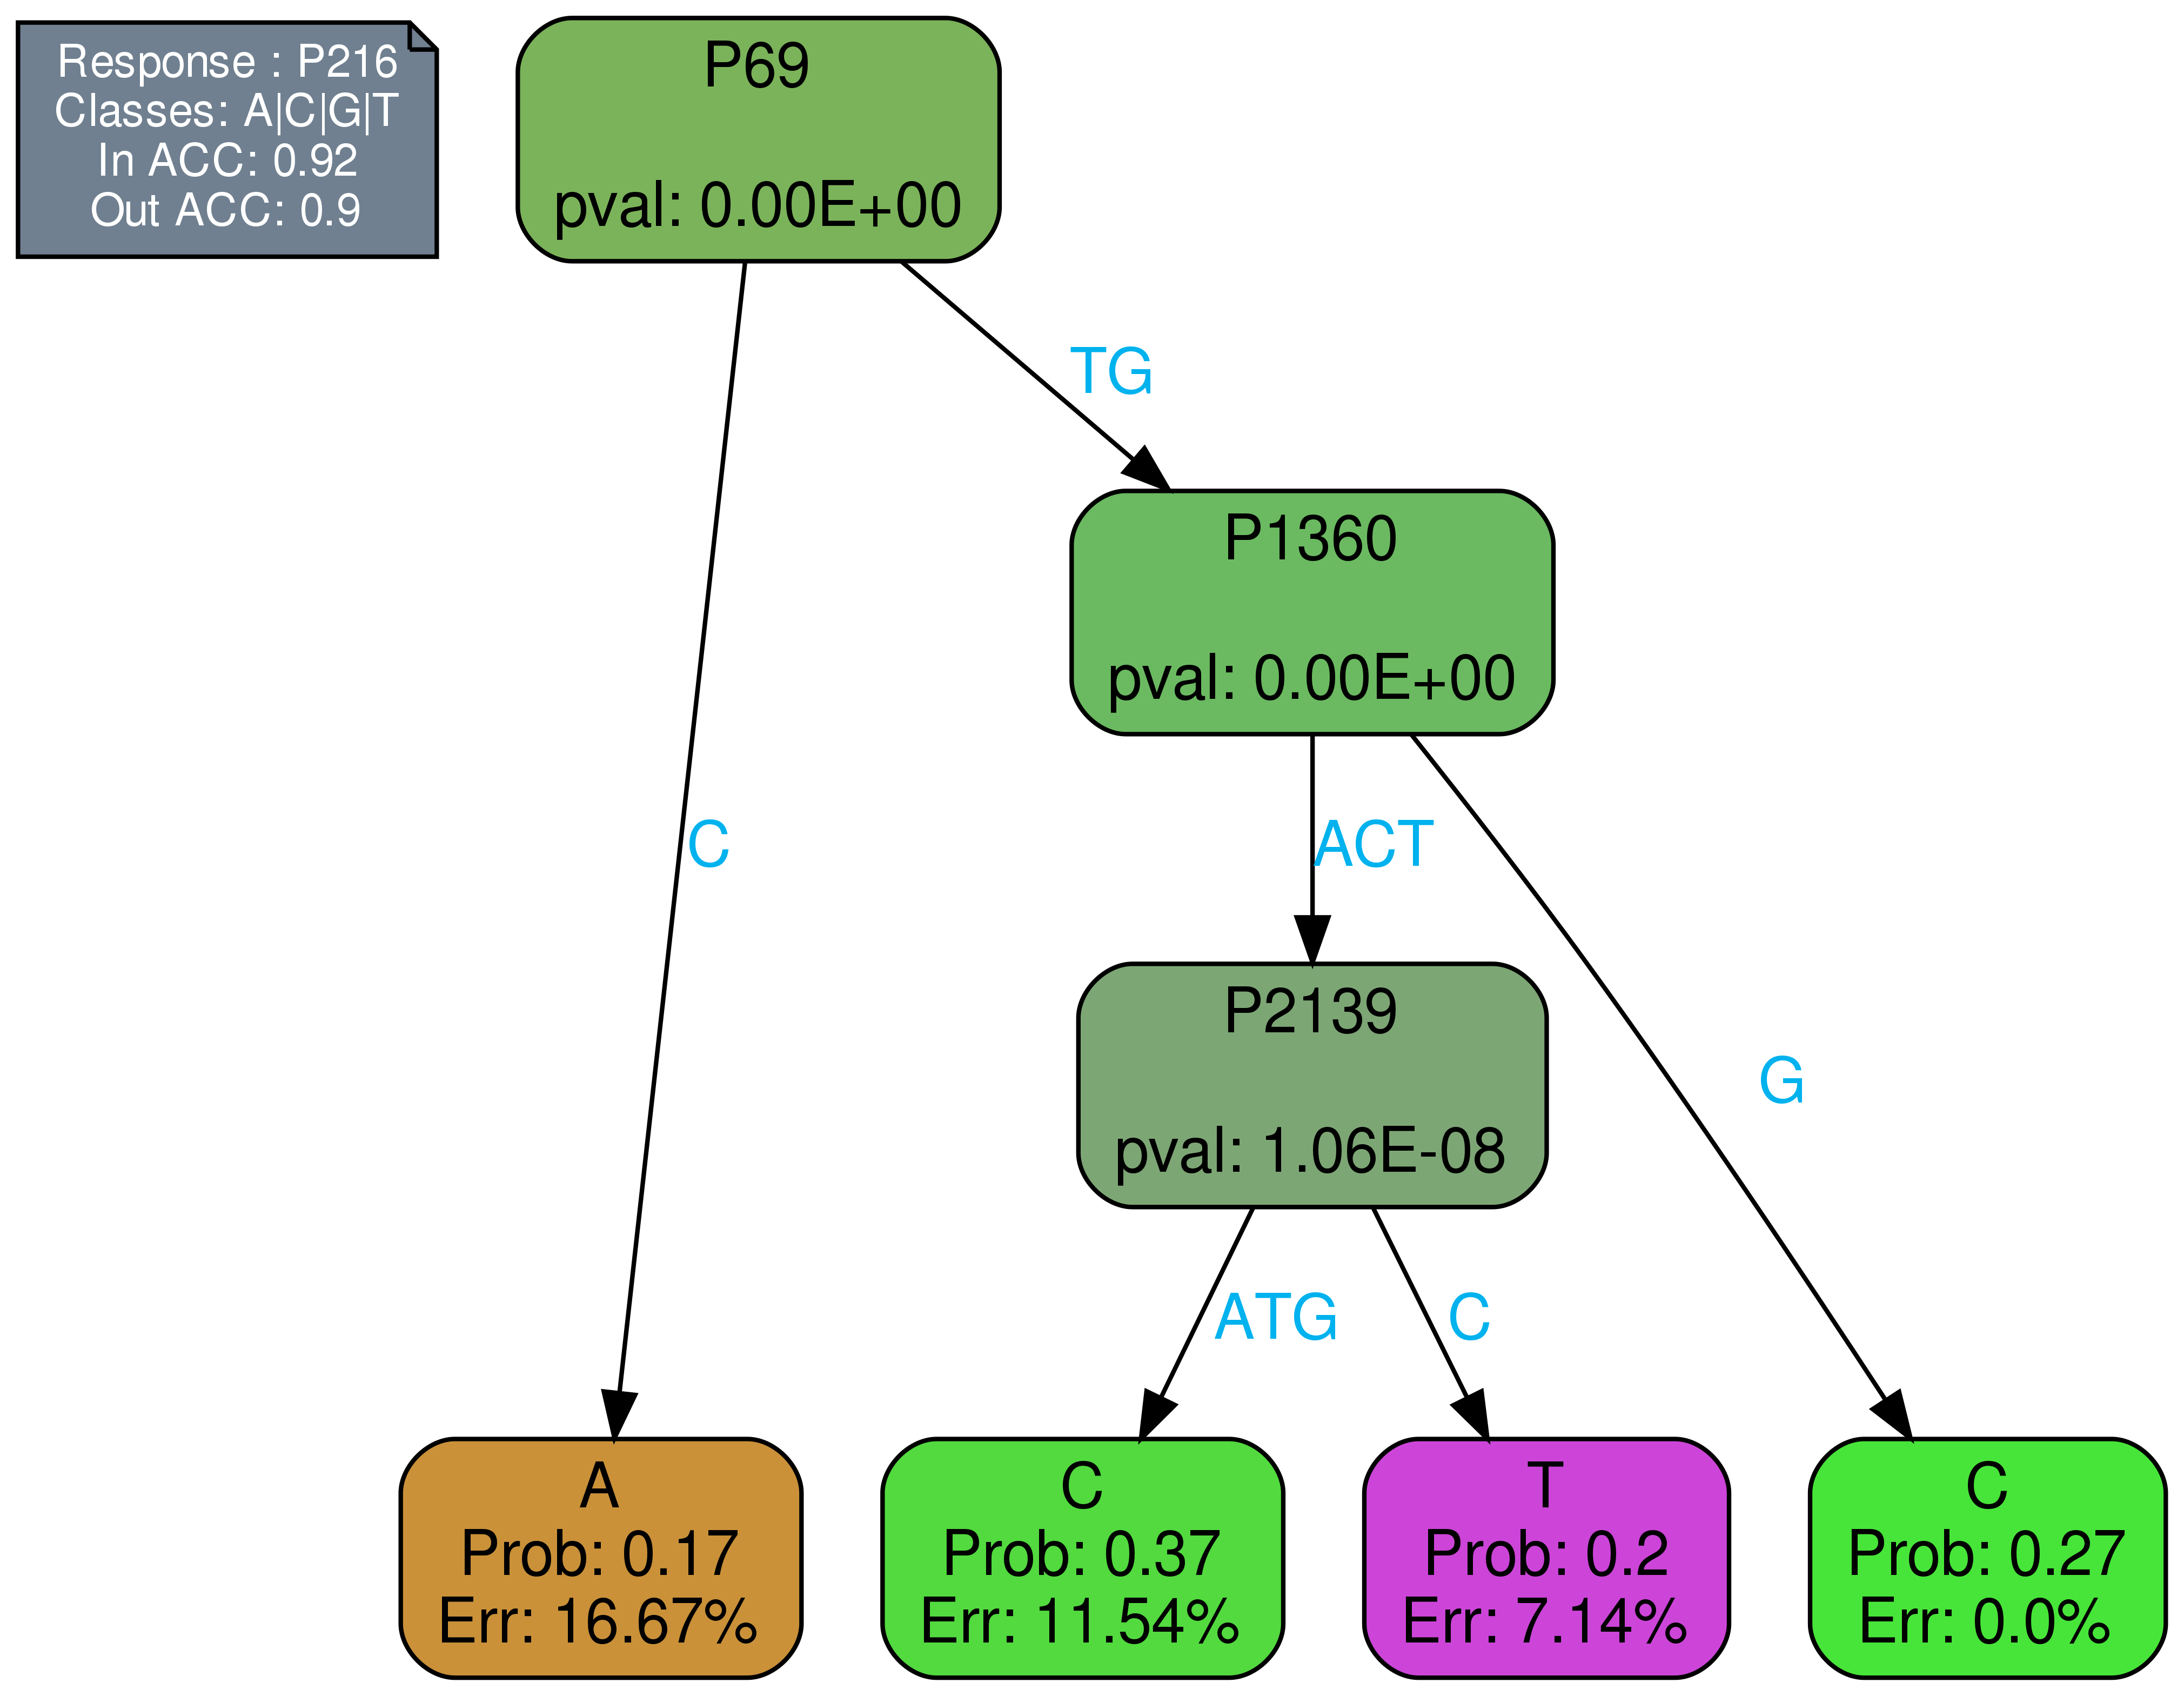 Response : P216
Classes: A|C|G|T
In ACC: 0.92
Out ACC: 0.9
P69
pval: 0.00E+00
TG
P1360
pval: 0.00E+00
C
ACT
P2139
pval: 1.06E-08
G
ATG
C
A
Prob: 0.17
Err: 16.67%
C
Prob: 0.37
Err: 11.54%
T
Prob: 0.2
Err: 7.14%
C
Prob: 0.27
Err: 0.0%